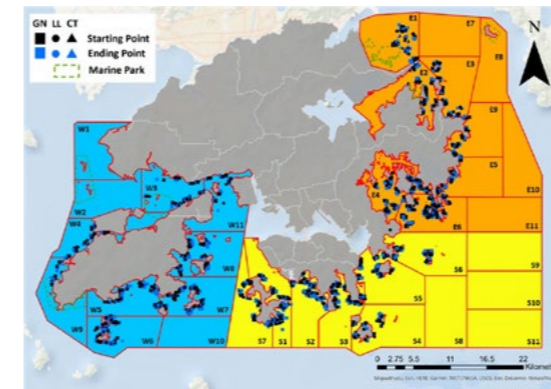 GN LL CT
Starting Point
Ending Point
Marine Park
N
E1
E7
E8
E2
E3
E9
E5
E10
E4
E6
E11
W1
W3
W2
W4
W11
W8
W5
W7
W9
W6
W10
S7
S1
S2
S3
S4
S5
S6
S8
S9
S10
S11
0 2.75 5.5 11 16.5 22